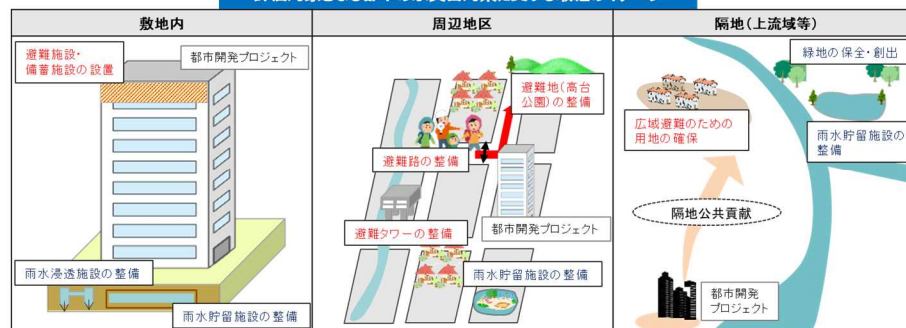 敷地内
周辺地区
隔地(上流域等)
避難施設・
備蓄施設の設置
都市開発プロジェクト
雨水浸透施設の整備
雨水貯留施設の整備
避難地(高台
公園)の整備
避難路の整備
避難タワーの整備
都市開発プロジェクト
雨水貯留施設の整備
緑地の保全・創出
広域避難のための
用地の確保
雨水貯留施設の
整備
隔地公共貢献
都市開発
プロジェクト